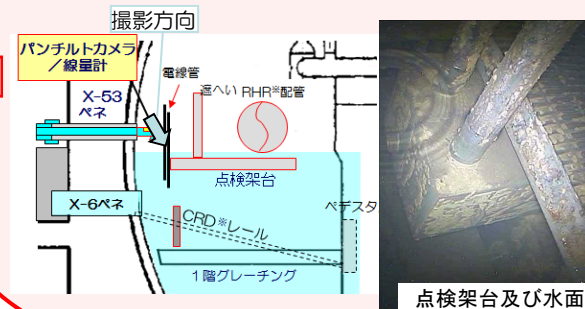 撮影方向
パンチルトカメラ
／線量計
電線管
遮へい
RHR※配管
X-53
ペネ
点検架台
X-6ペネ
CRD※レール
ペデスタ
1階グレーチング
点検架台及び水面